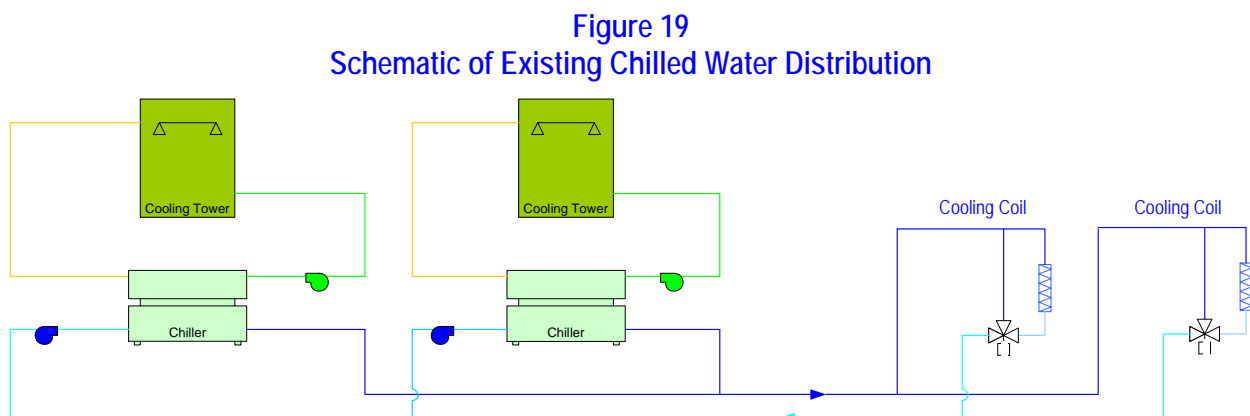 Figure 19
Schematic of Existing Chilled Water Distribution
Cooling Tower
Cooling Tower
Cooling Coil
Cooling Coil
Chiller
Chiller